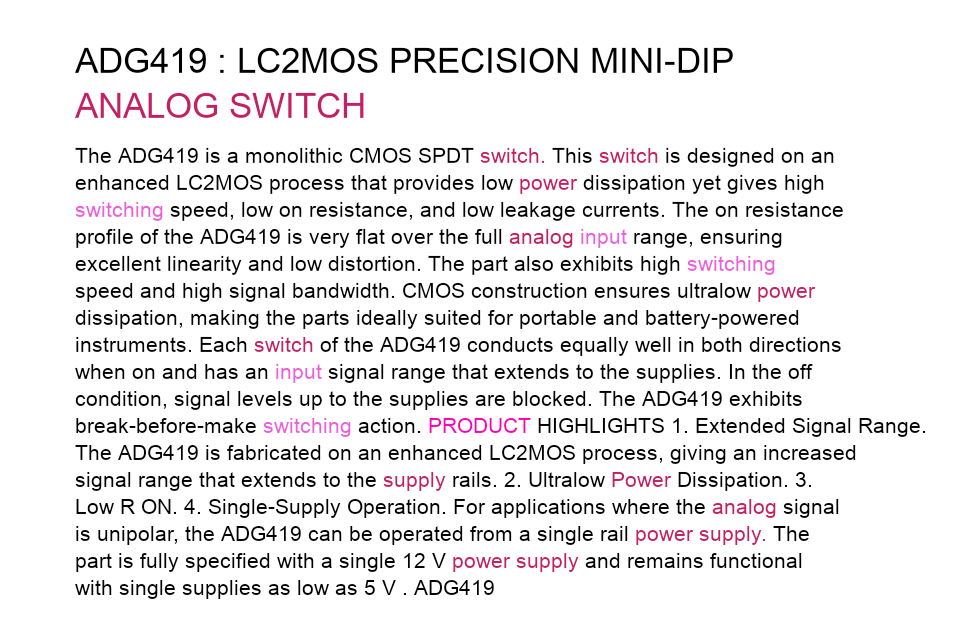 ADG419 : LC2MOS PRECISION MINI-DIP
ANALOG SWITCH
The ADG419 is a monolithic CMOS SPDT switch. This switch is designed on an
enhanced LC2MOS process that provides low power dissipation yet gives high
switching speed, low on resistance, and low leakage currents. The on resistance
profile of the ADG419 is very flat over the full analog input range, ensuring
excellent linearity and low distortion. The part also exhibits high switching
speed and high signal bandwidth. CMOS construction ensures ultralow power
dissipation, making the parts ideally suited for portable and battery-powered
instruments. Each switch of the ADG419 conducts equally well in both directions
when on and has an input signal range that extends to the supplies. In the off
condition, signal levels up to the supplies are blocked. The ADG419 exhibits
break-before-make switching action. PRODUCT HIGHLIGHTS 1. Extended Signal Range.
The ADG419 is fabricated on an enhanced LC2MOS process, giving an increased
signal range that extends to the supply rails. 2. Ultralow Power Dissipation. 3.
Low R ON. 4. Single-Supply Operation. For applications where the analog signal
is unipolar, the ADG419 can be operated from a single rail power supply. The
part is fully specified with a single 12 V power supply and remains functional
with single supplies as low as 5 V . ADG419